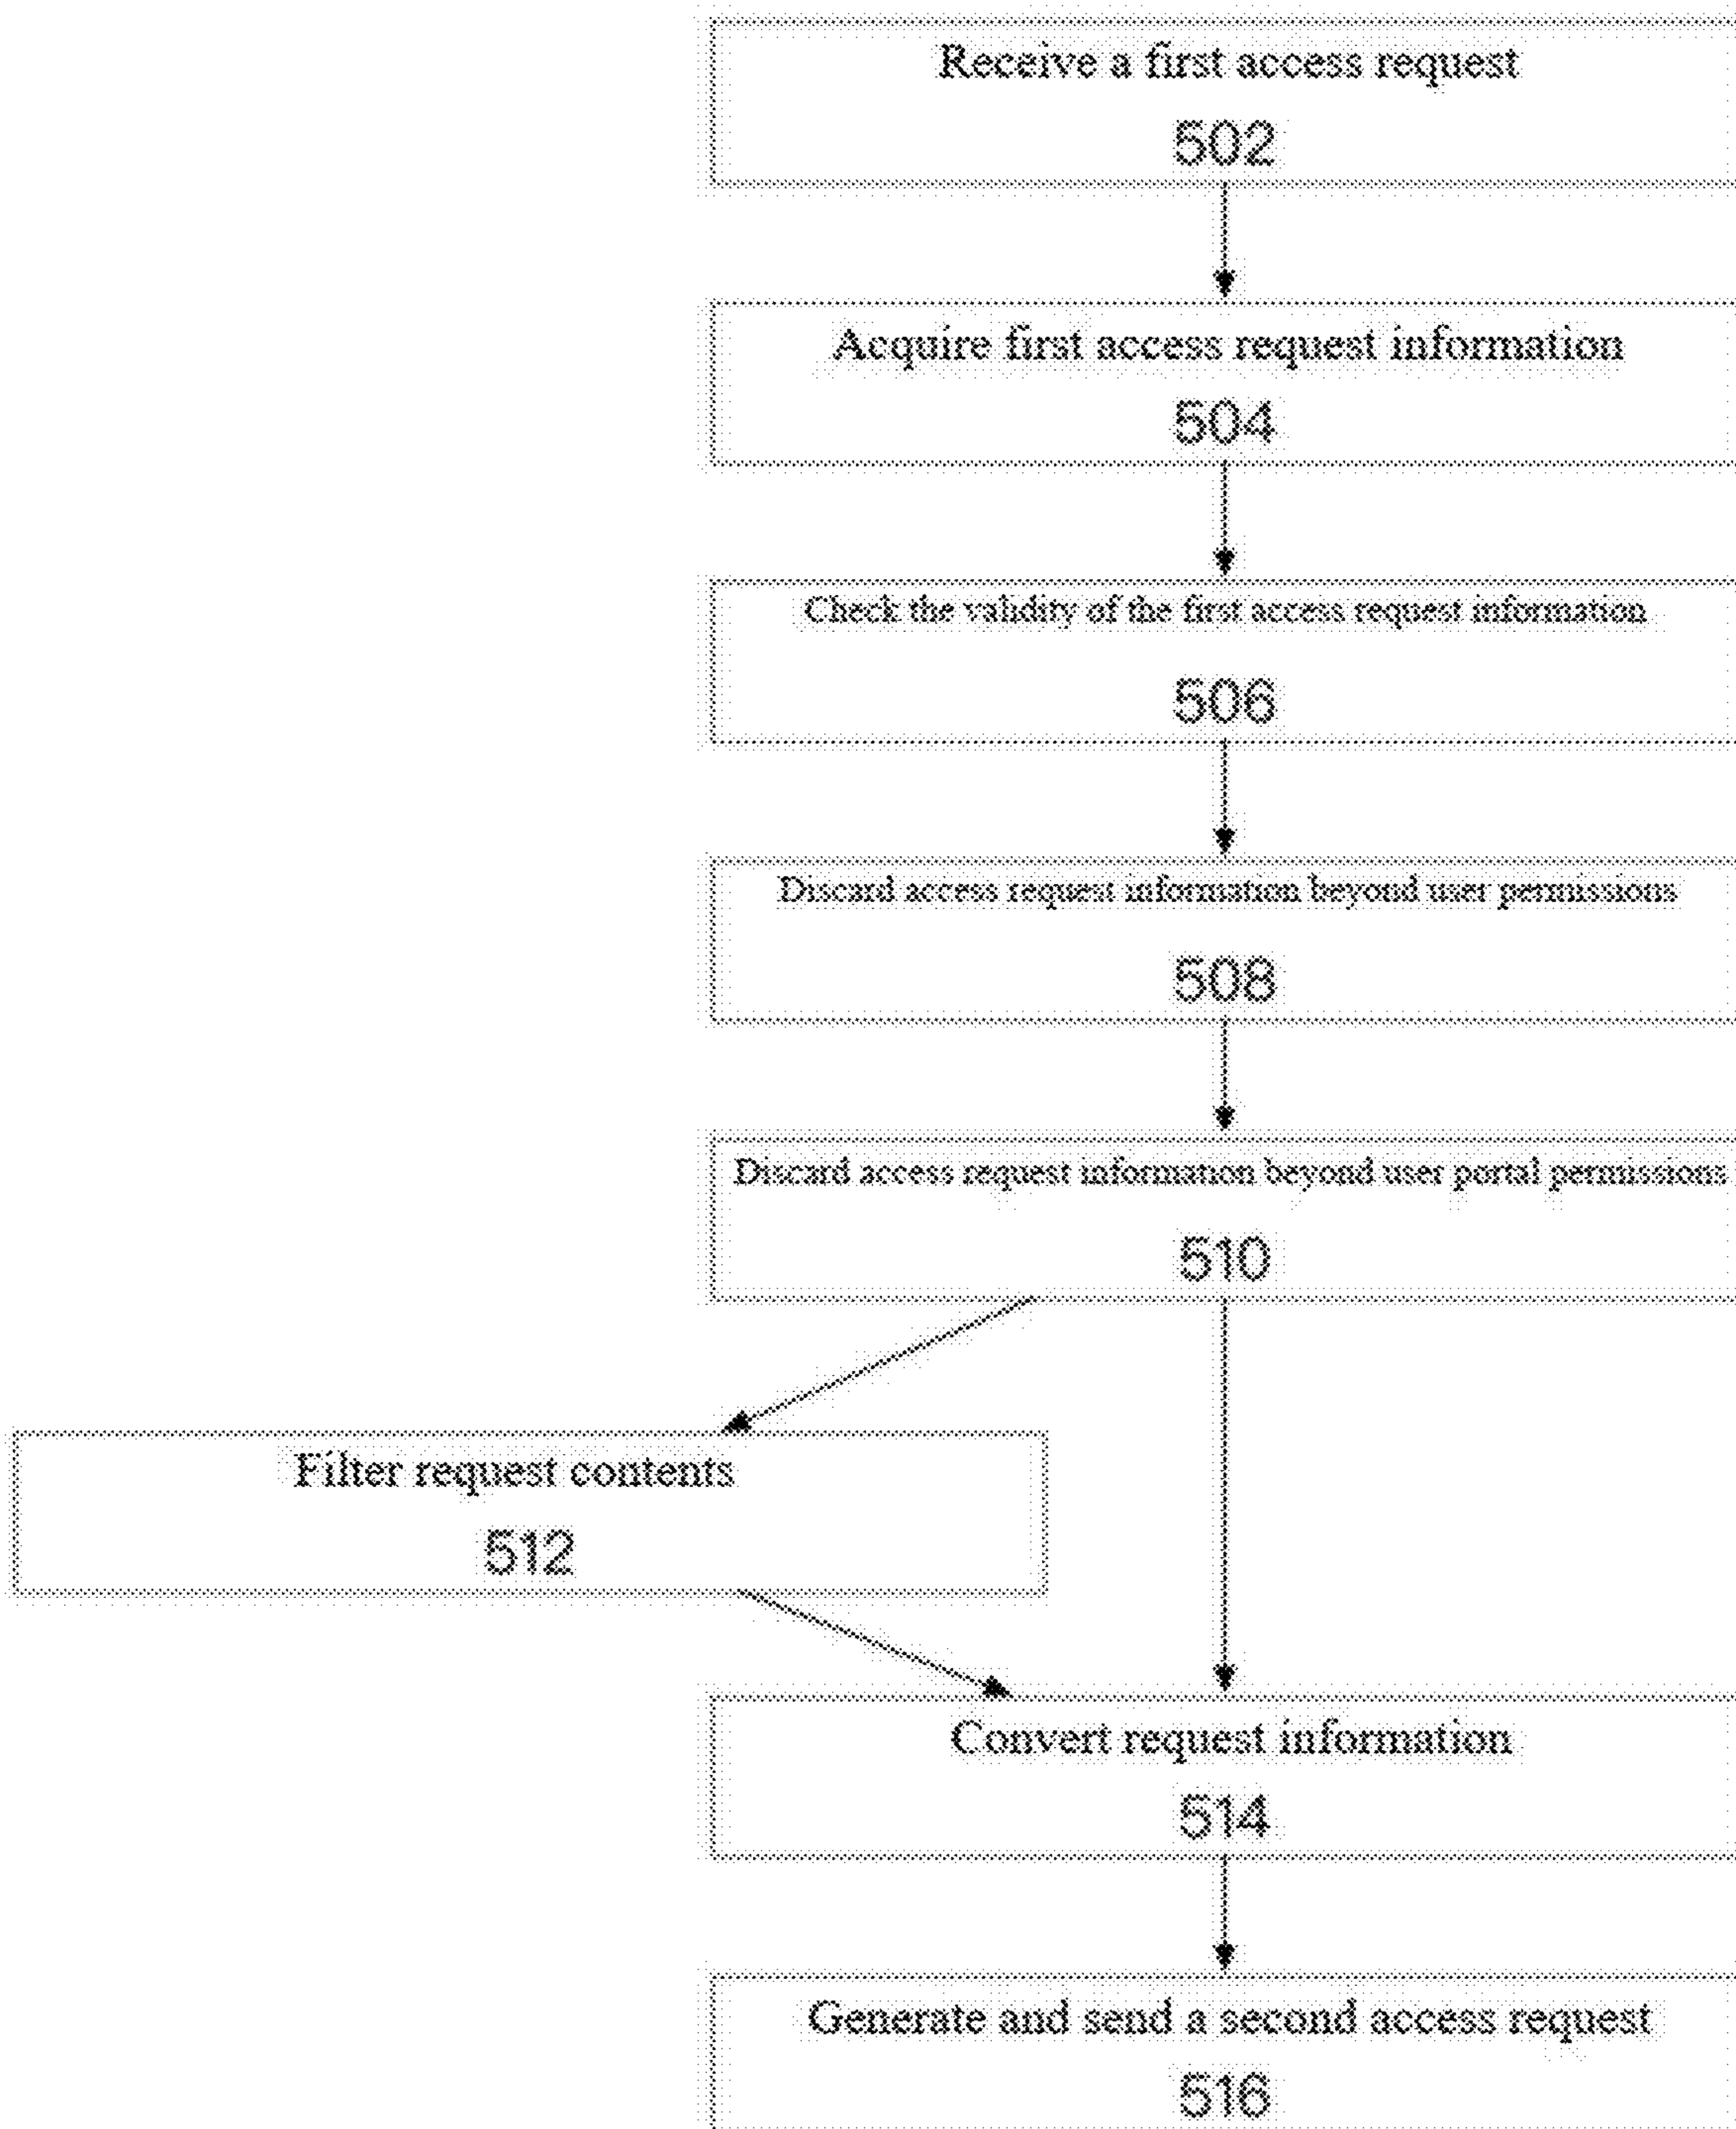 Receive a first access request
502
Acquire first access request information
504
Check the validity of the first access request information
506
Discard access request information beyond user permissions
508
Discard access request information beyond user portal permissions
510
Filter request contents
512
Convert request information
514
Generate and send a second access request
516